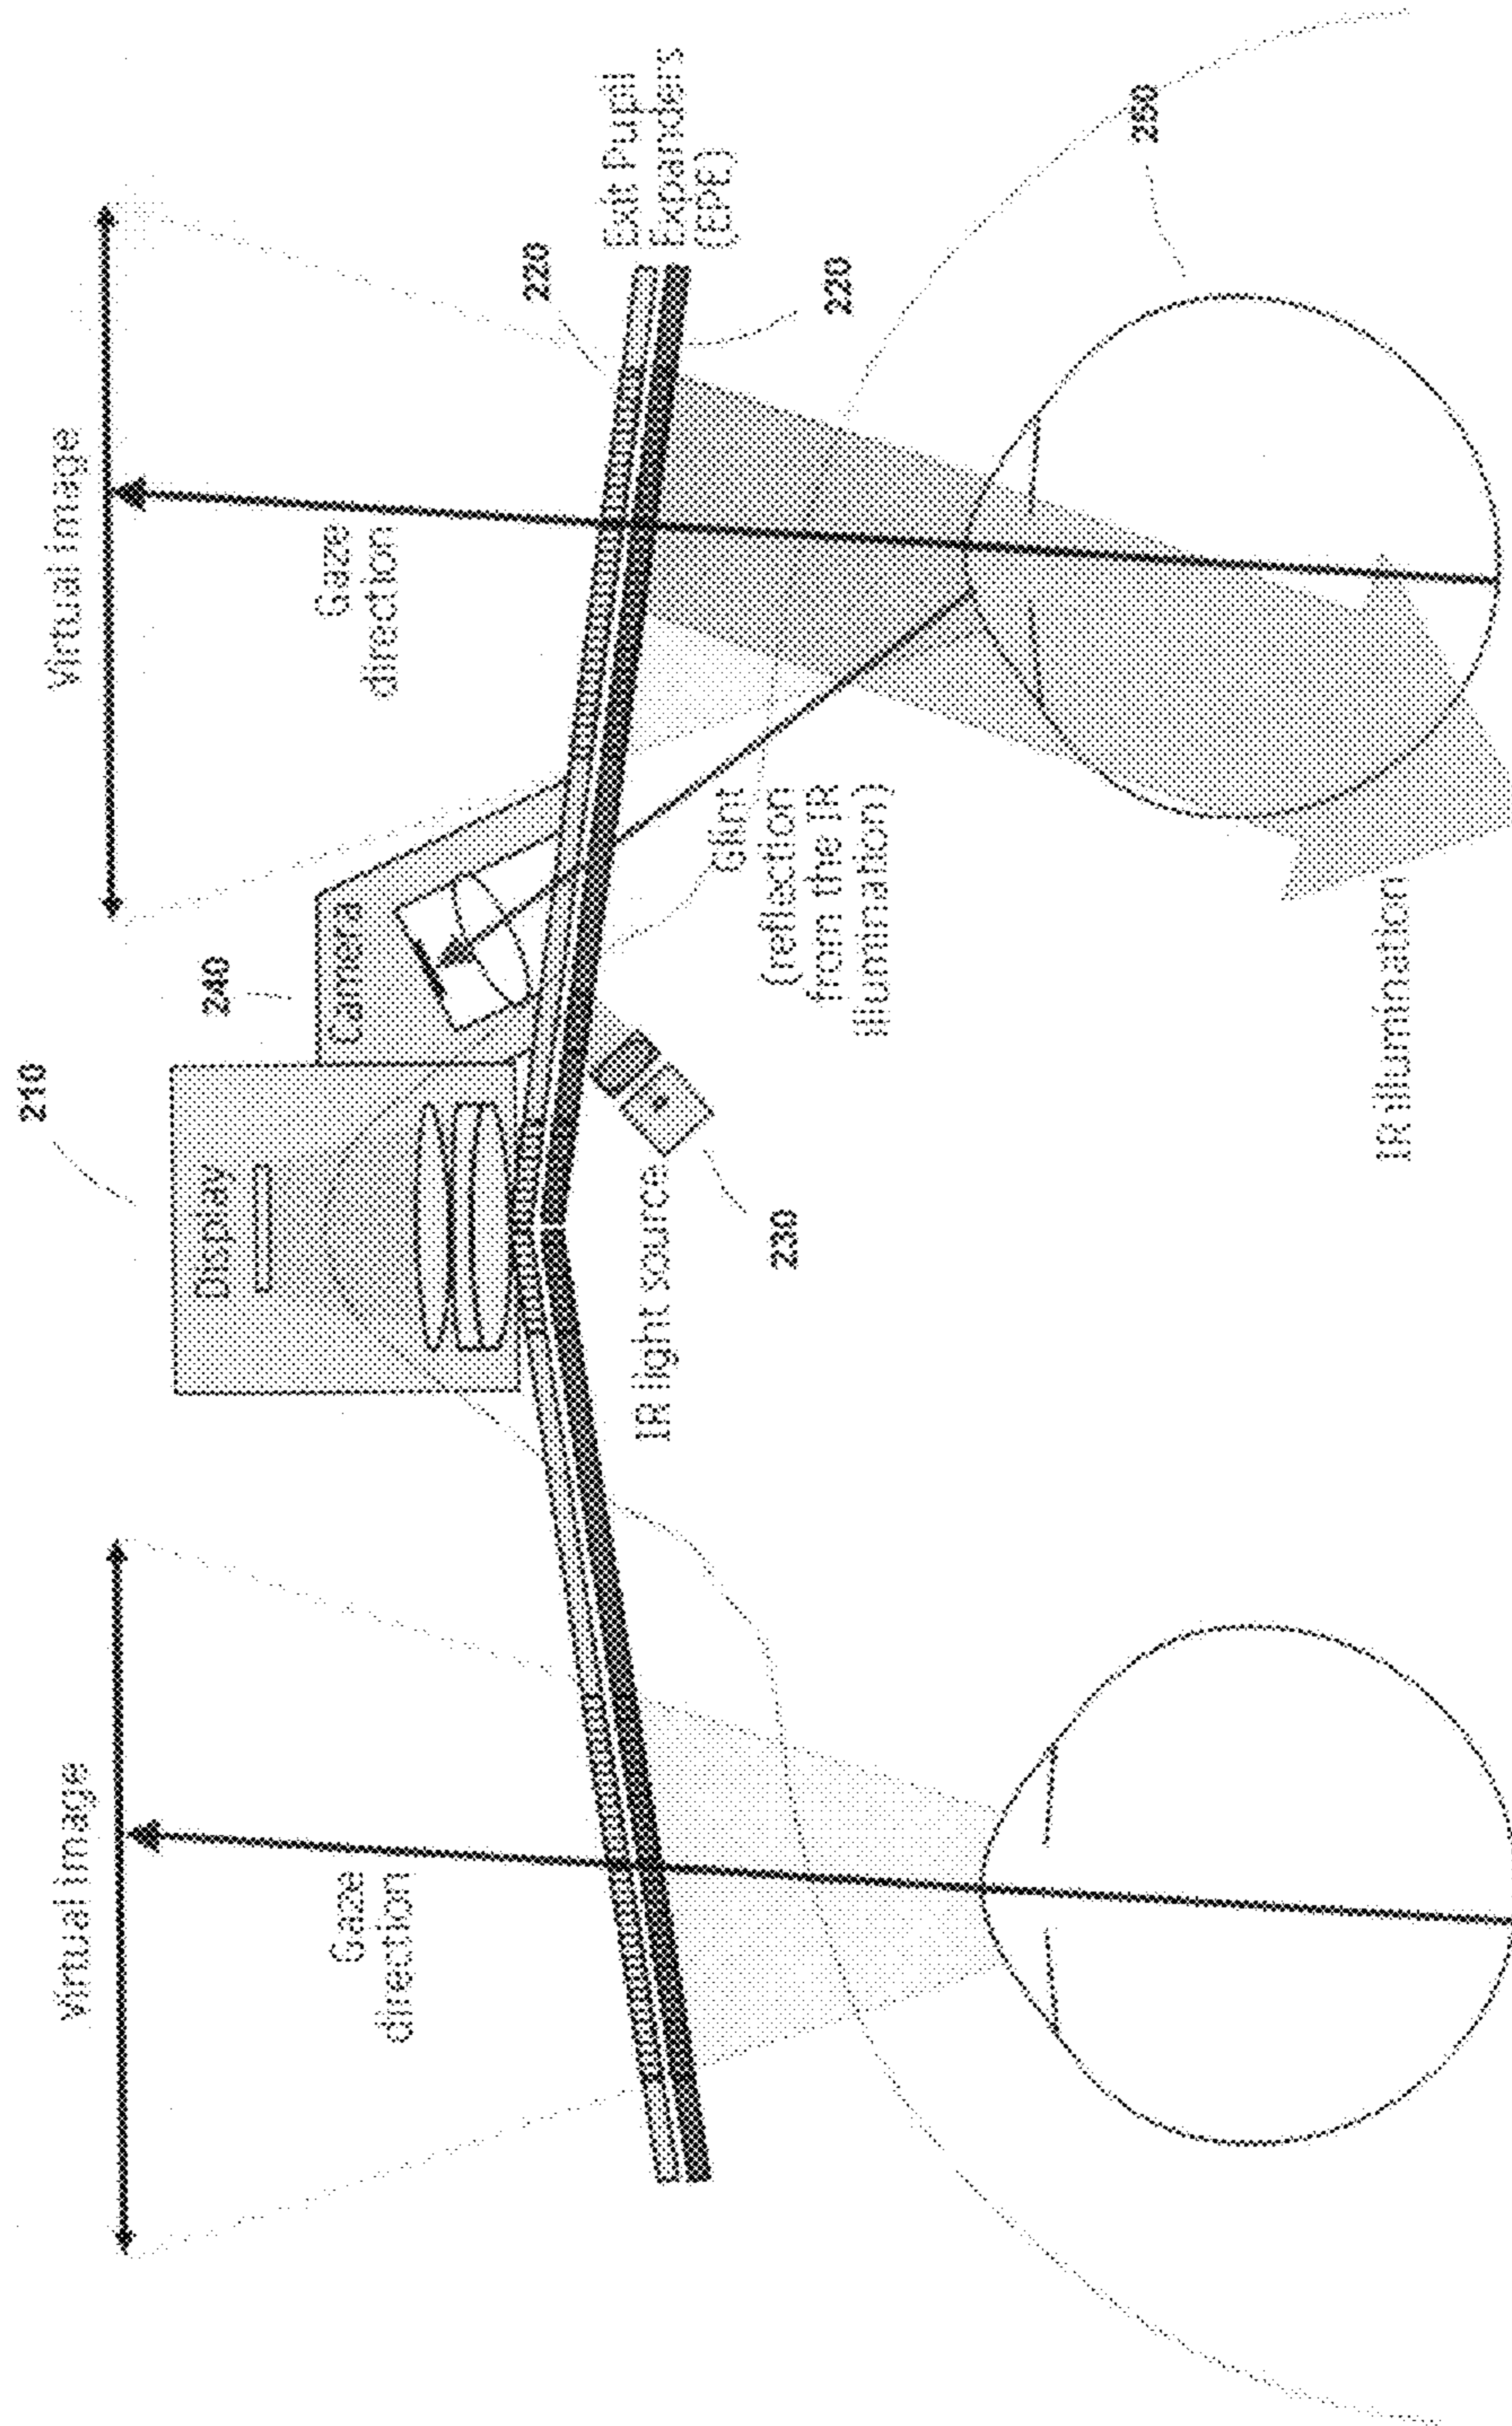 Virtual image
Gaze
direction
210
Display
240
Camera
Virtual image
Gaze
direction
220
Exit Pupil
Expanders
(EPE)
220
IR light source
230
Glint
(reflection
from the IR
illumination)
250
IR illumination